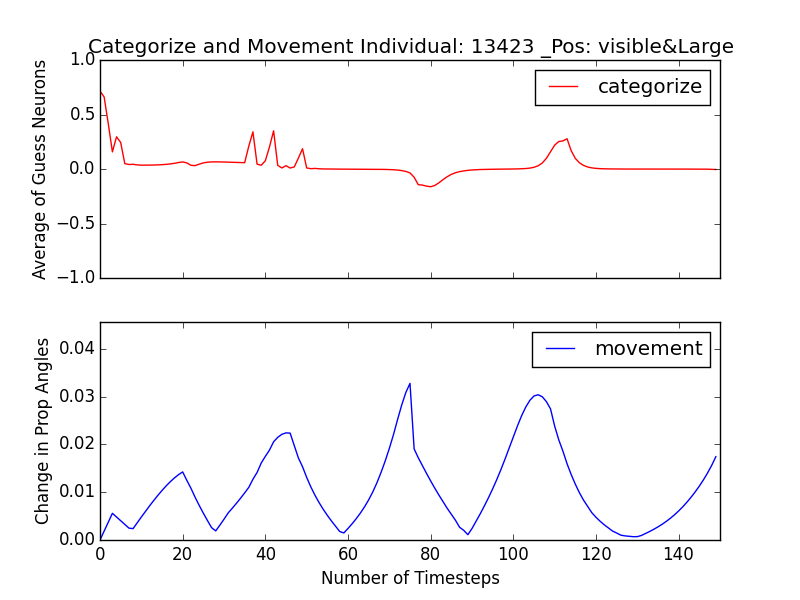 Categorize and Movement Individual: 13423 _Pos: visible&Large
1.0
0.5
0.0
−0.5
−1.0
Average of Guess Neurons
categorize
0.04
0.03
0.02
0.01
0.00
Change in Prop Angles
movement
0 20 40 60 80 100 120 140
Number of Timesteps